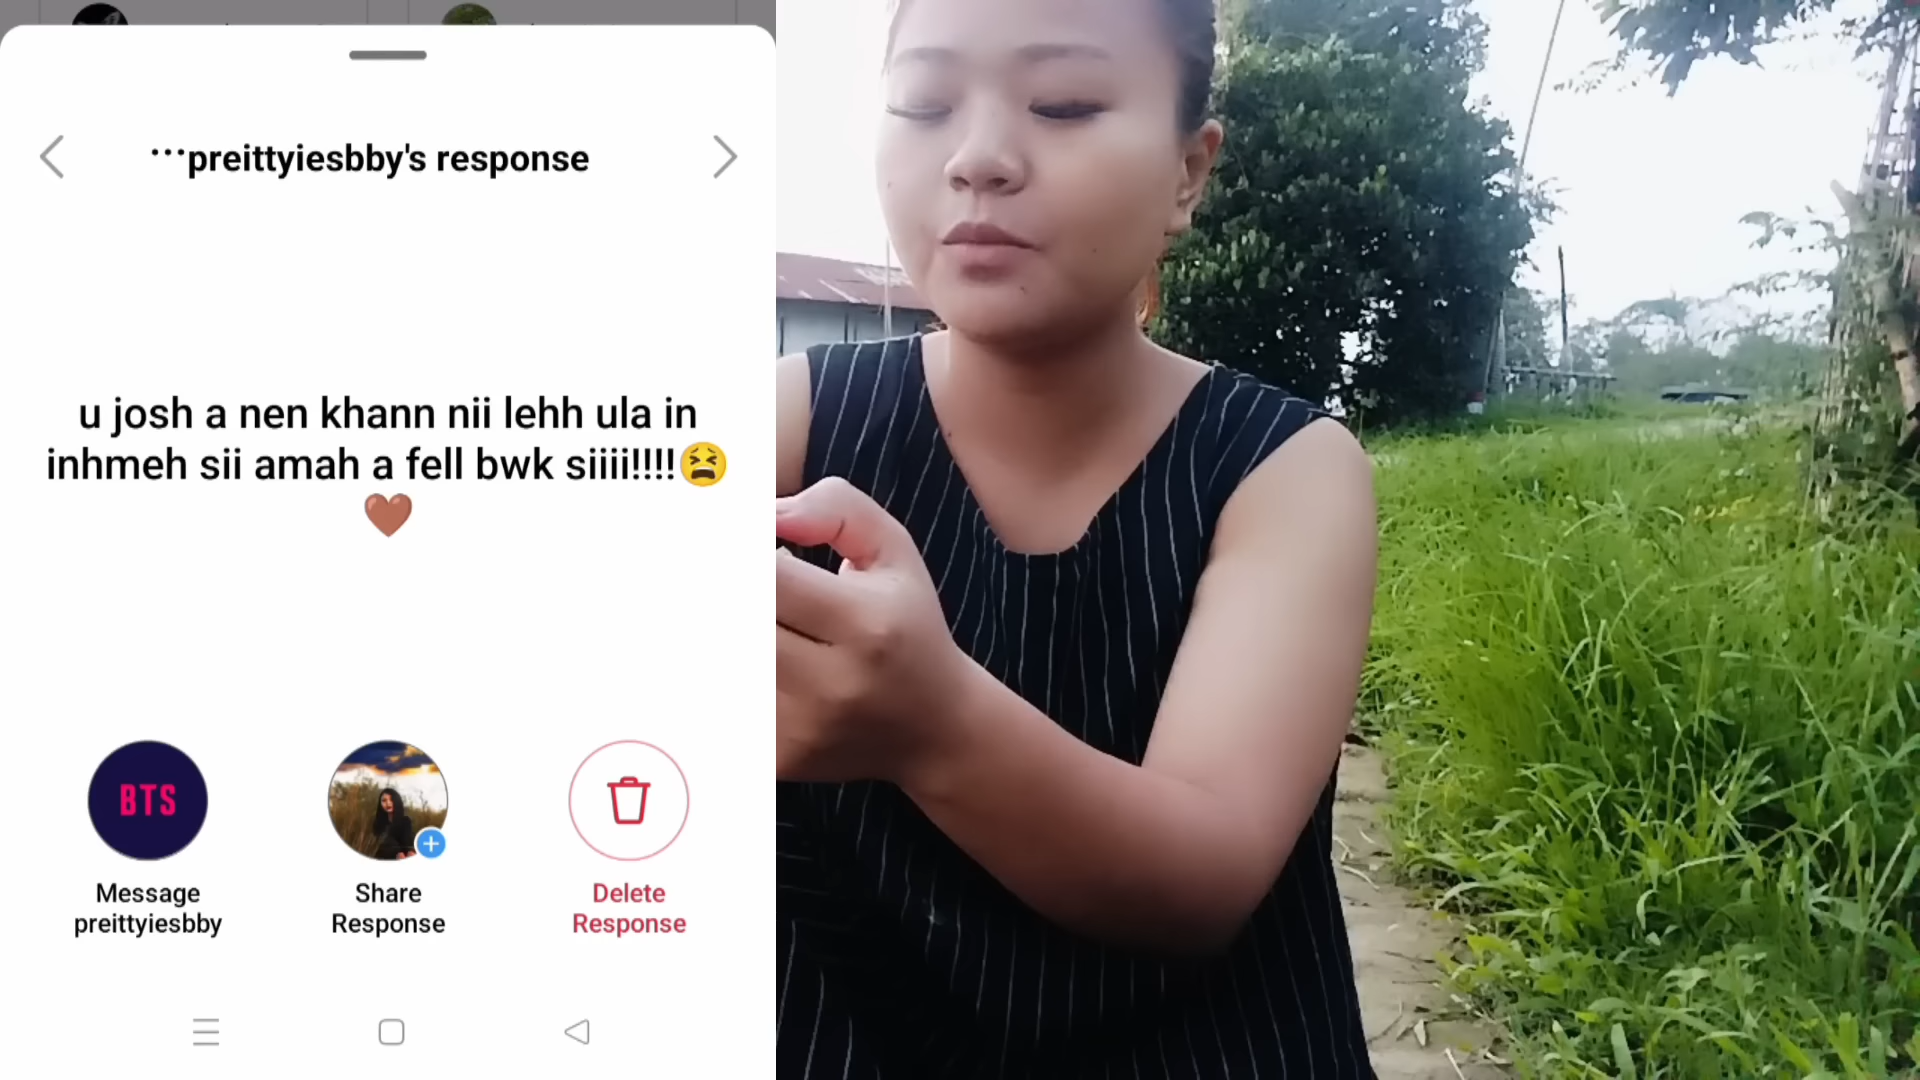 ···preittyiesbby's response
u josh a nen khann nii lehh ula in
inhmeh sii amah a fell bwk siiii!!!!😫
🤎
BTS
Message
preittyiesbby
Share
Response
Delete
Response